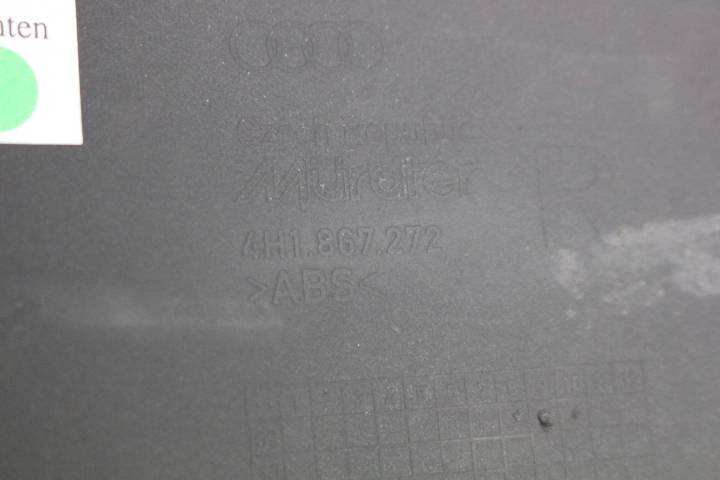 nten
Czech Republic
Mürdter
R
4H1.867.272
>ABS<